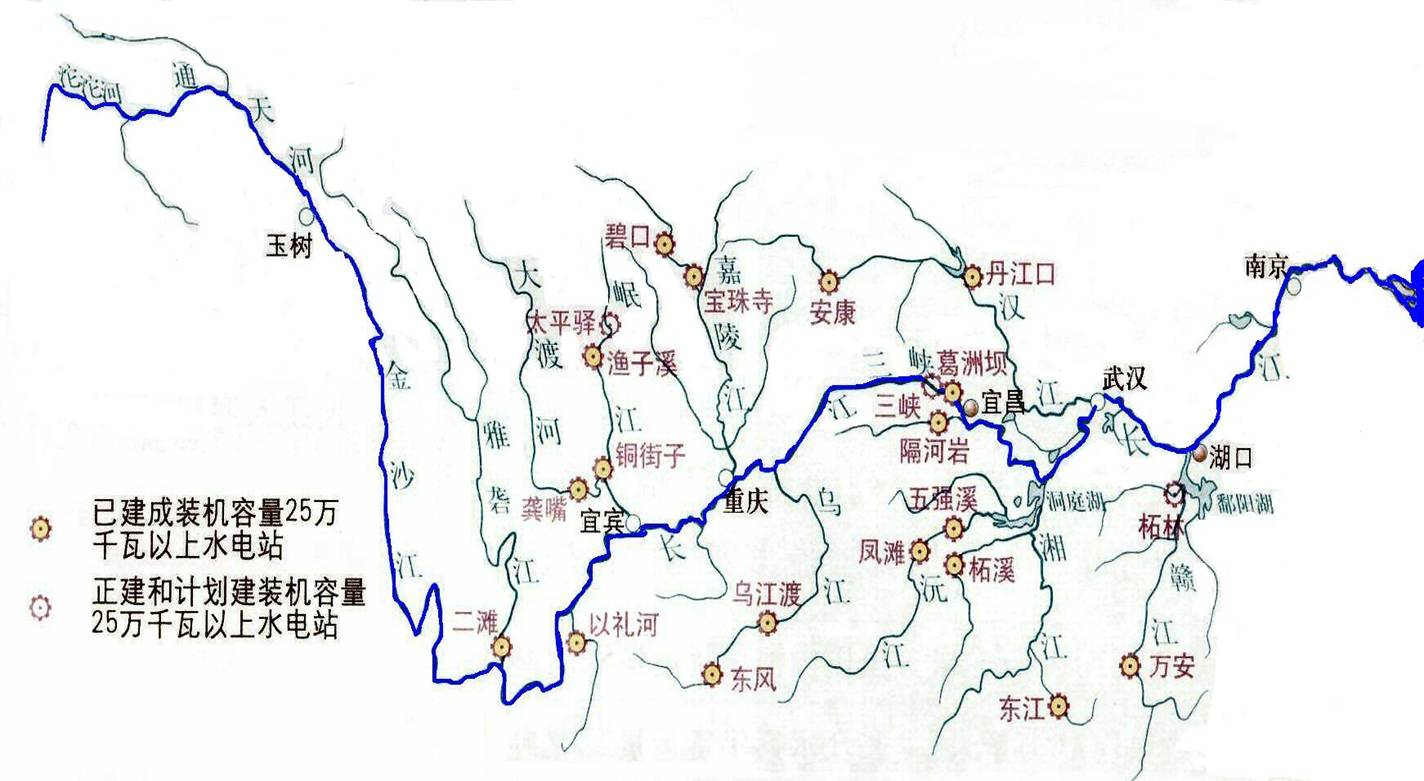 沱沱河
通天河
玉树
金沙江
雅砻江
大渡河
岷江
嘉陵江
碧口
宝珠寺
太平驿
渔子溪
铜街子
龚嘴
宜宾
重庆
长江
二滩
以礼河
乌江渡
东风
乌江
安康
丹江口
汉江
三峡
葛洲坝
三峡
宜昌
隔河岩
武汉
长江
湖口
南京
五强溪
洞庭湖
凤滩
柘溪
沅江
湘江
东江
柘林
鄱阳湖
赣江
万安
已建成装机容量25万
千瓦以上水电站
正建和计划建装机容量
25万千瓦以上水电站